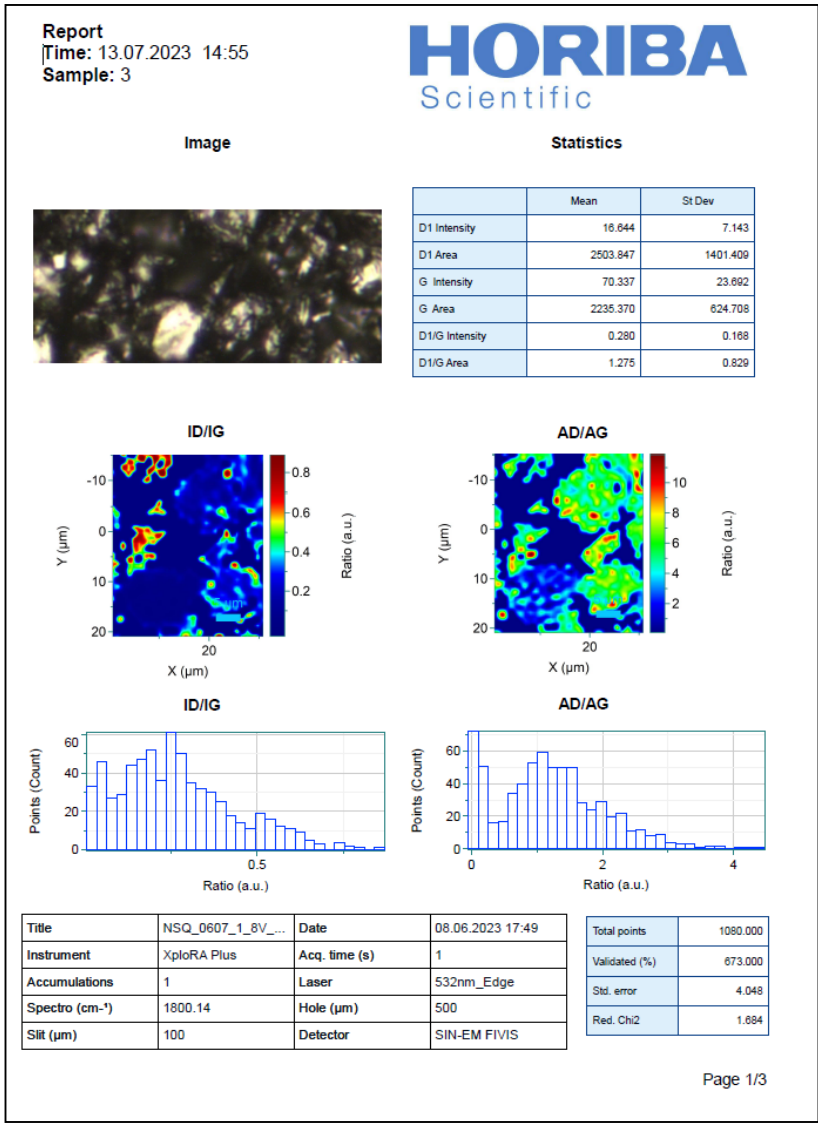 Report
Time: 13.07.2023 14:55
Sample: 3
HORIBA
Scientific
Image
Statistics
Mean St Dev
D1 Intensity 16.644 7.143
D1 Area 2503.847 1401.409
G Intensity 70.337 23.692
G Area 2235.370 624.708
D1/G Intensity 0.280 0.168
D1/G Area 1.275 0.829
ID/IG
-10
0
10
20
Y (µm)
20
X (µm)
µm
0.8
0.6
0.4
0.2
Ratio (a.u.)
AD/AG
-10
0
10
20
Y (µm)
20
X (µm)
10
8
6
4
2
Ratio (a.u.)
ID/IG
60
40
20
0
Points (Count)
0.5
Ratio (a.u.)
AD/AG
60
40
20
0
Points (Count)
0 2 4
Ratio (a.u.)
Title NSQ_0607_1_8V_... Date 08.06.2023 17:49
Instrument XploRA Plus Acq. time (s) 1
Accumulations 1 Laser 532nm_Edge
Spectro (cm-¹) 1800.14 Hole (µm) 500
Slit (µm) 100 Detector SIN-EM FIVIS
Total points 1080.000
Validated (%) 673.000
Std. error 4.048
Red. Chi2 1.684
Page 1/3